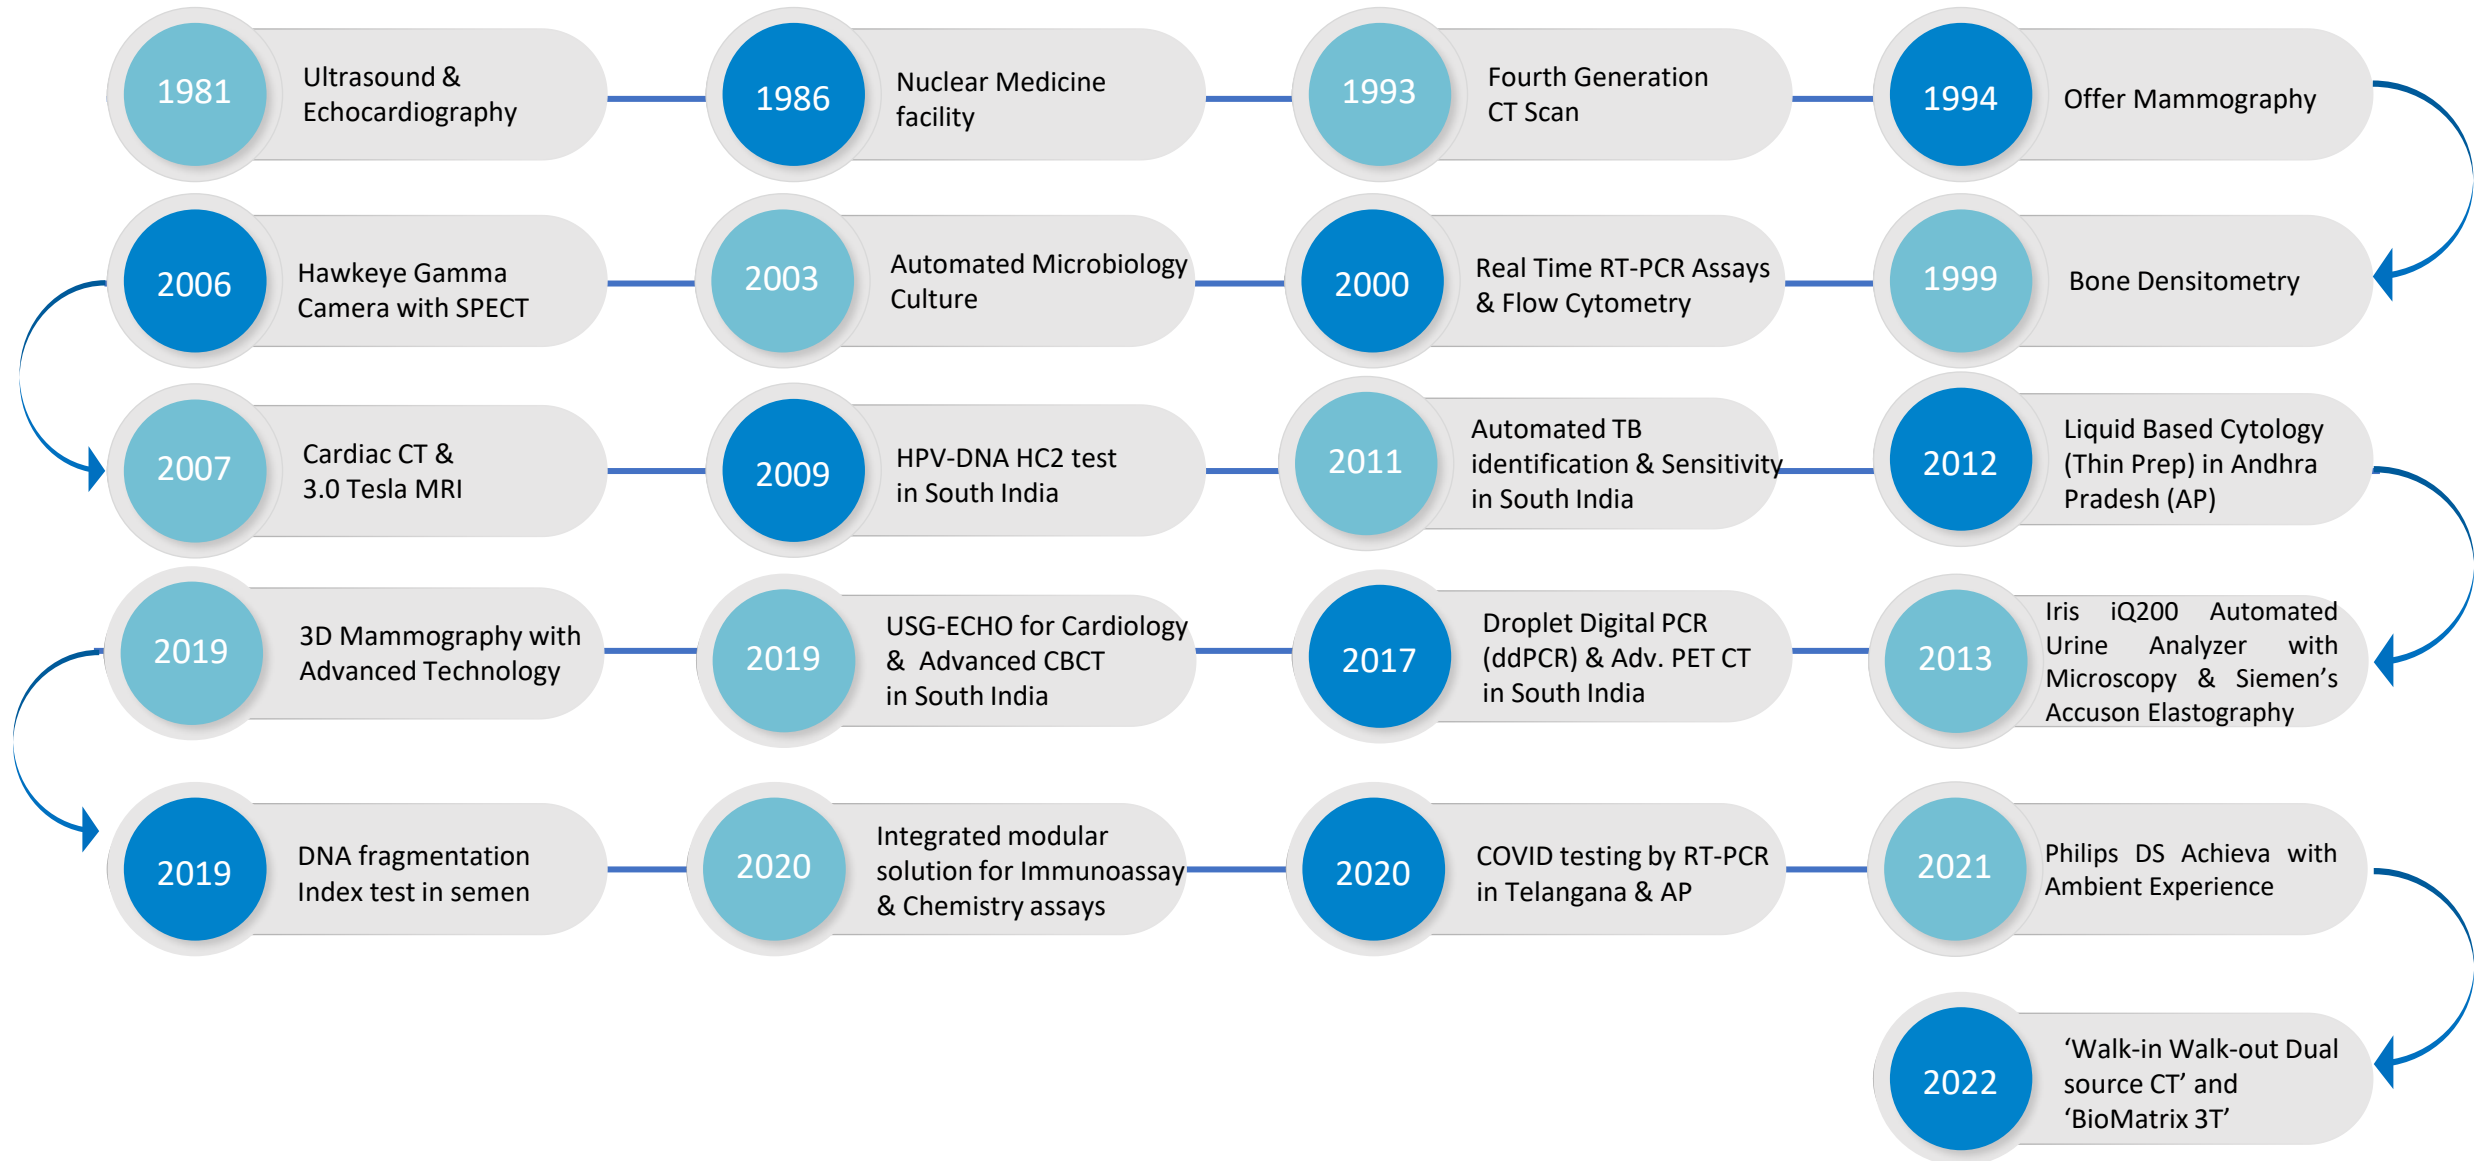 1981
Ultrasound &
Echocardiography
1986
Nuclear Medicine
facility
1993
Fourth Generation
CT Scan
1994
Offer Mammography
1999
Bone Densitometry
2000
Real Time RT-PCR Assays
& Flow Cytometry
2003
Automated Microbiology
Culture
2006
Hawkeye Gamma
Camera with SPECT
2007
Cardiac CT &
3.0 Tesla MRI
2009
HPV-DNA HC2 test
in South India
2011
Automated TB
identification & Sensitivity
in South India
2012
Liquid Based Cytology
(Thin Prep) in Andhra
Pradesh (AP)
2013
Iris iQ200 Automated
Urine Analyzer with
Microscopy & Siemen’s
Accuson Elastography
2017
Droplet Digital PCR
(ddPCR) & Adv. PET CT
in South India
2019
USG-ECHO for Cardiology
& Advanced CBCT
in South India
2019
3D Mammography with
Advanced Technology
2019
DNA fragmentation
Index test in semen
2020
Integrated modular
solution for Immunoassay
& Chemistry assays
2020
COVID testing by RT-PCR
in Telangana & AP
2021
Philips DS Achieva with
Ambient Experience
2022
‘Walk-in Walk-out Dual
source CT’ and
‘BioMatrix 3T’